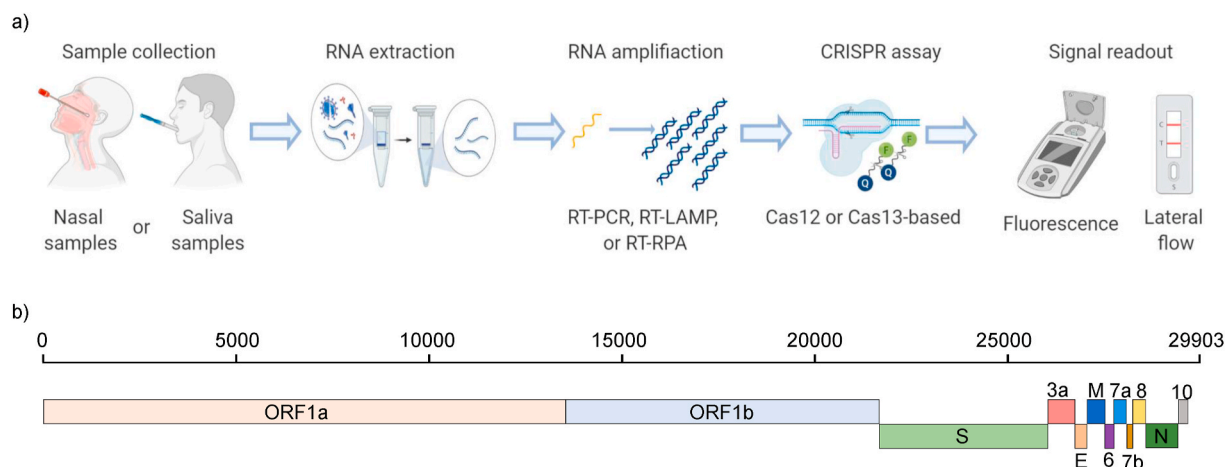 a)
Sample collection
RNA extraction
RNA amplifiaction
CRISPR assay
Signal readout
F
F
Q
Q
C
T
S
Nasal
samples
or
Saliva
samples
RT-PCR, RT-LAMP,
or RT-RPA
Cas12 or Cas13-based
Fluorescence
Lateral
flow
b)
0 5000 10000 15000 20000 25000 29903
3a M 7a 8 10
ORF1a ORF1b
S N
E 6 7b